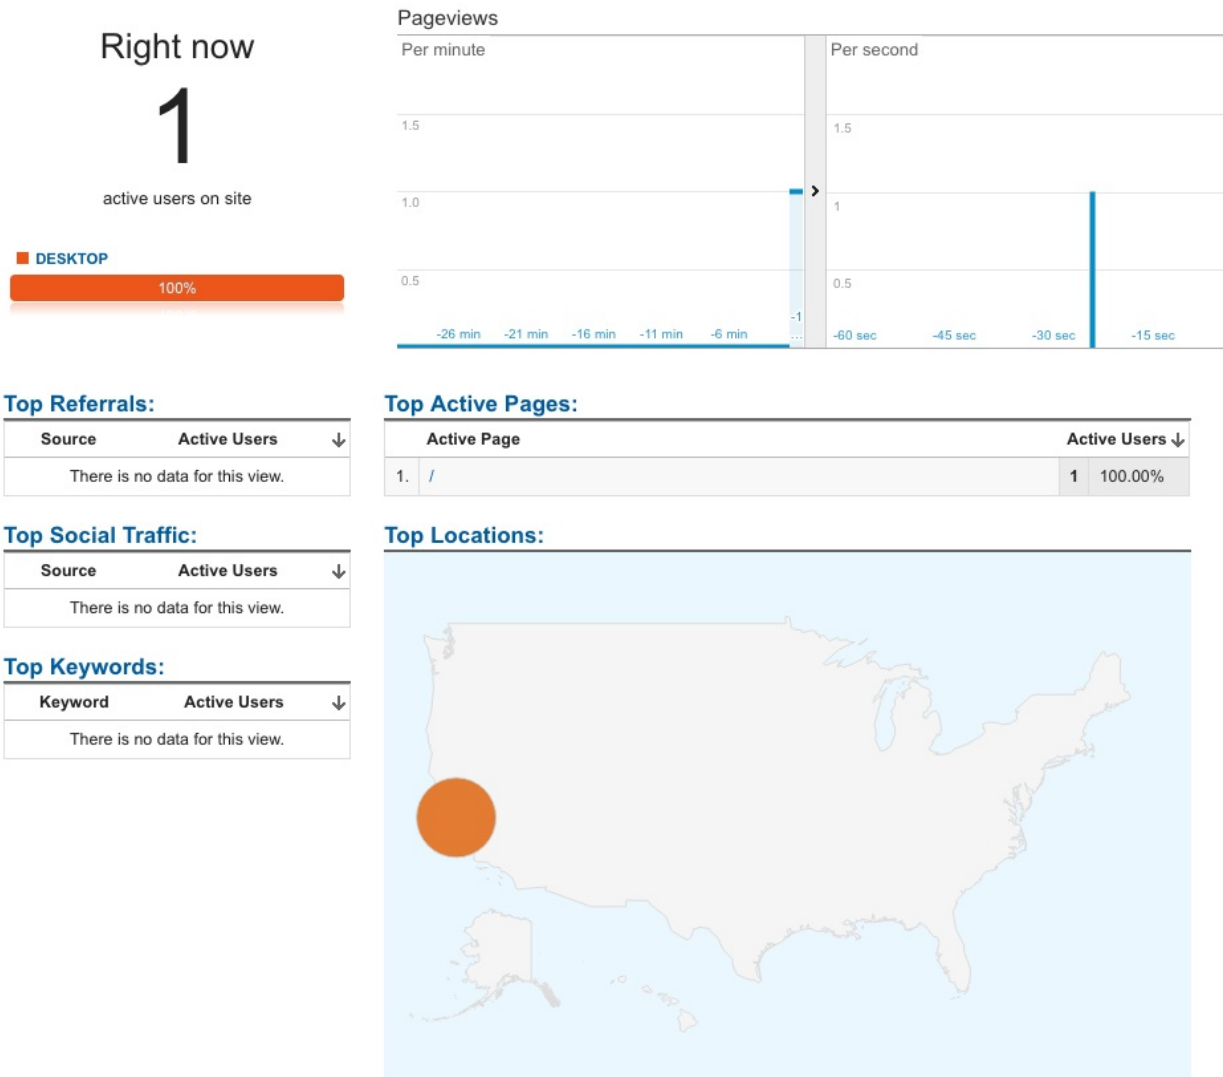 Right now
1
active users on site
DESKTOP
100%
Pageviews
Per minute
1.5
1.0
0.5
-26 min -21 min -16 min -11 min -6 min -1
...
Per second
1.5
1
0.5
-60 sec -45 sec -30 sec -15 sec
Top Referrals:
Source Active Users
There is no data for this view.
Top Active Pages:
Active Page Active Users
1. / 1 100.00%
Top Social Traffic:
Source Active Users
There is no data for this view.
Top Keywords:
Keyword Active Users
There is no data for this view.
Top Locations: